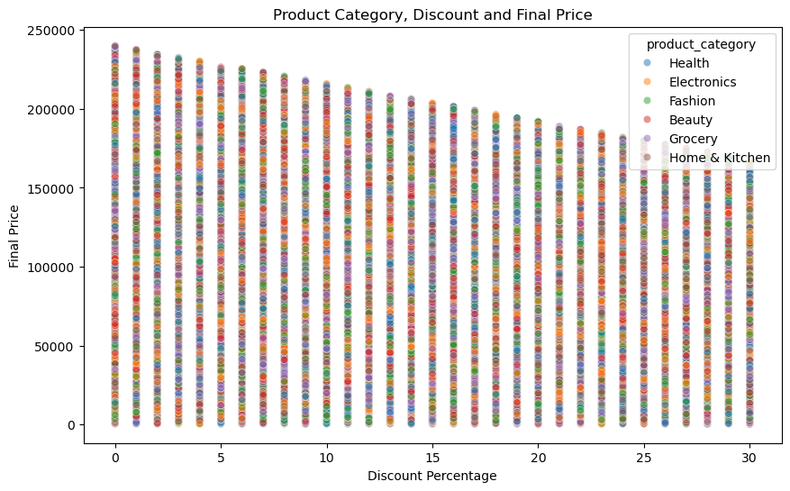 Product Category, Discount and Final Price
250000
200000
150000
100000
50000
0
Final Price
product_category
Health
Electronics
Fashion
Beauty
Grocery
Home & Kitchen
0 5 10 15 20 25 30
Discount Percentage